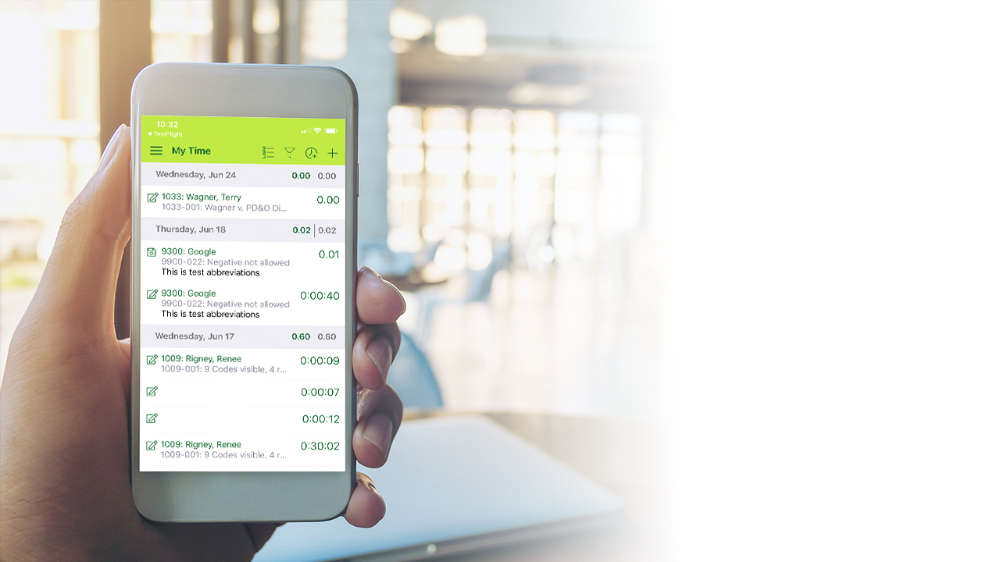 10:32
◀ TestFlight
My Time
Wednesday, Jun 24 0.00 0.00
1033: Wagner, Terry 0.00
1033-001: Wagner v. PD&O Di...
Thursday, Jun 18 0.02 0.02
9300: Google 0.01
9900-022: Negative not allowed
This is test abbreviations
9300: Google 0:00:40
9900-022: Negative not allowed
This is test abbreviations
Wednesday, Jun 17 0.60 0.60
1009: Rigney, Renee 0:00:09
1009-001: 9 Codes visible, 4 r...
0:00:07
0:00:12
1009: Rigney, Renee 0:30:02
1009-001: 9 Codes visible, 4 r...